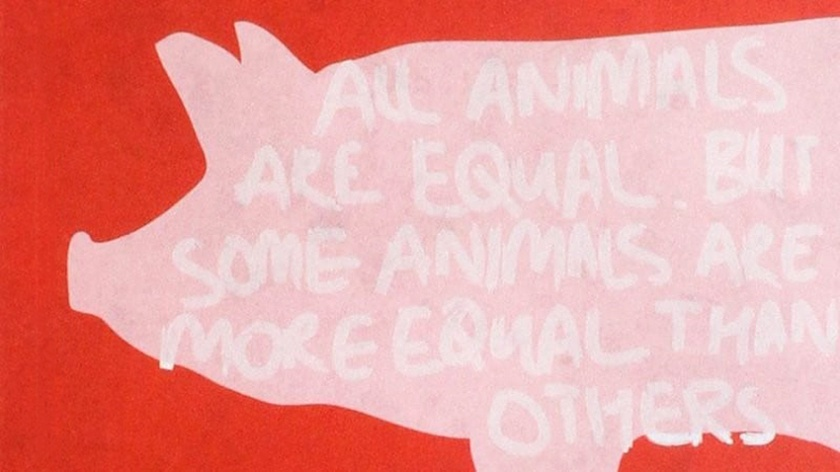 ALL ANIMALS
ARE EQUAL. BUT
SOME ANIMALS ARE
MORE EQUAL THAN
OTHERS